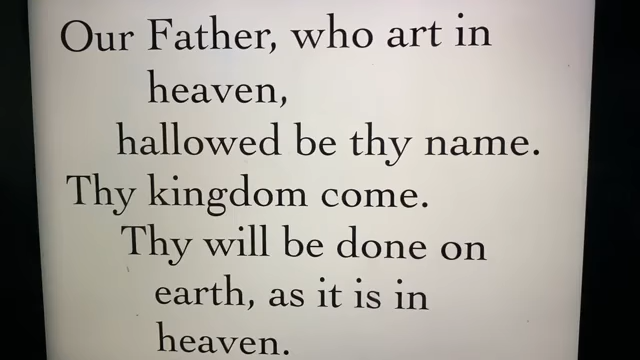 Our Father, who art in
heaven,
hallowed be thy name.
Thy kingdom come.
Thy will be done on
earth, as it is in
heaven.